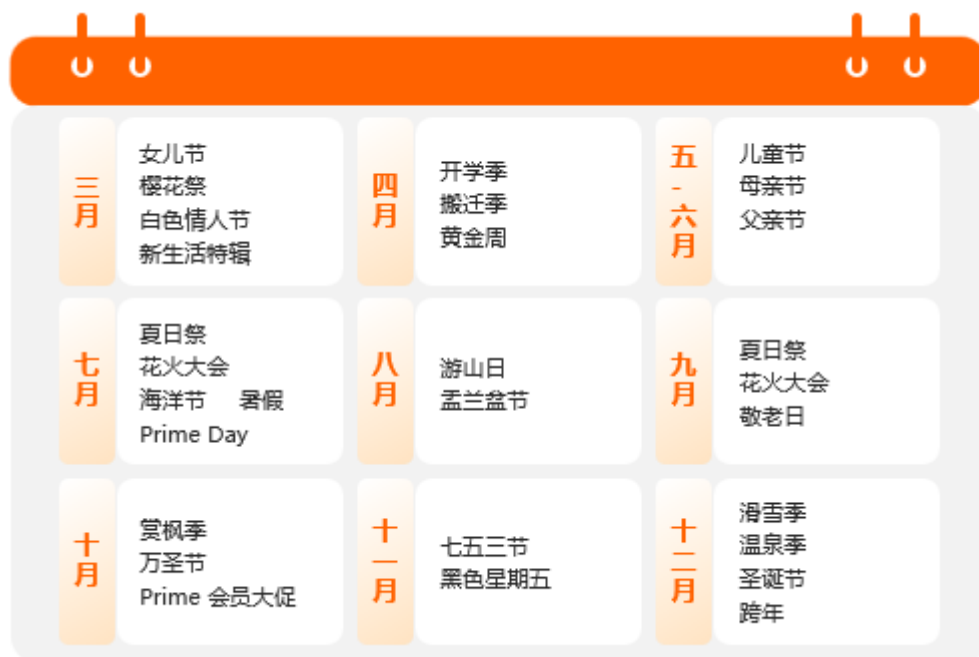 三月
女儿节
樱花祭
白色情人节
新生活特辑
四月
开学季
搬迁季
黄金周
五-六月
儿童节
母亲节
父亲节
七月
夏日祭
花火大会
海洋节 暑假
Prime Day
八月
游山日
盂兰盆节
九月
夏日祭
花火大会
敬老日
十月
赏枫季
万圣节
Prime 会员大促
十一月
七五三节
黑色星期五
十二月
滑雪季
温泉季
圣诞节
跨年